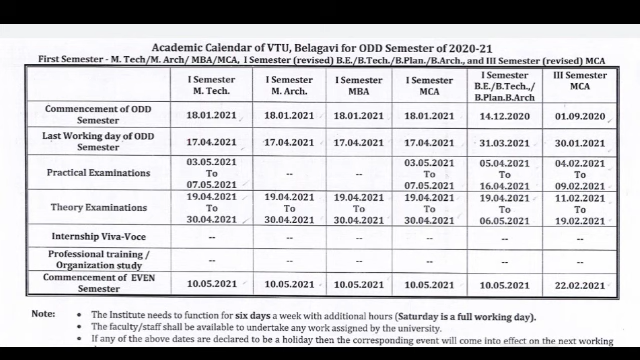 Academic Calendar of VTU, Belagavi for ODD Semester of 2020-21
First Semester - M. Tech/M. Arch/ MBA/MCA, I Semester (revised) B.E./B.Tech./B.Plan./B.Arch., and III Semester (revised) MCA
I Semester M. Tech. I Semester M. Arch. I Semester MBA I Semester MCA I Semester B.E./B.Tech.,/ B.Plan.B.Arch III Semester MCA
Commencement of ODD Semester 18.01.2021 18.01.2021 18.01.2021 18.01.2021 14.12.2020 01.09.2020
Last Working day of ODD Semester 17.04.2021 17.04.2021 17.04.2021 17.04.2021 31.03.2021 30.01.2021
Practical Examinations 03.05.2021 To 07.05.2021 -- -- 03.05.2021 To 07.05.2021 05.04.2021 To 16.04.2021 04.02.2021 To 09.02.2021
Theory Examinations 19.04.2021 To 30.04.2021 19.04.2021 To 30.04.2021 19.04.2021 To 30.04.2021 19.04.2021 To 30.04.2021 19.04.2021 To 06.05.2021 11.02.2021 To 19.02.2021
Internship Viva-Voce -- -- -- -- -- --
Professional training / Organization study -- -- -- -- -- --
Commencement of EVEN Semester 10.05.2021 10.05.2021 10.05.2021 10.05.2021 10.05.2021 22.02.2021
Note: • The Institute needs to function for six days a week with additional hours (Saturday is a full working day).
• The faculty/staff shall be available to undertake any work assigned by the university.
• If any of the above dates are declared to be a holiday then the corresponding event will come into effect on the next working